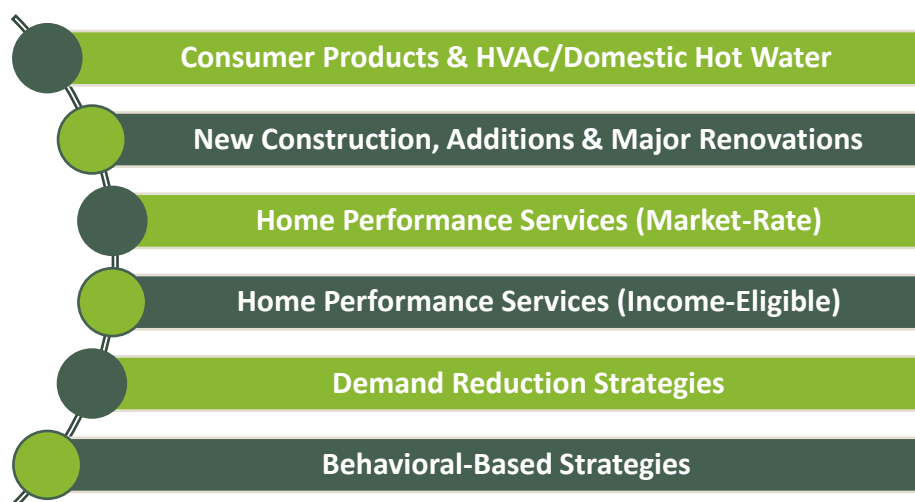 Consumer Products & HVAC/Domestic Hot Water
New Construction, Additions & Major Renovations
Home Performance Services (Market-Rate)
Home Performance Services (Income-Eligible)
Demand Reduction Strategies
Behavioral-Based Strategies